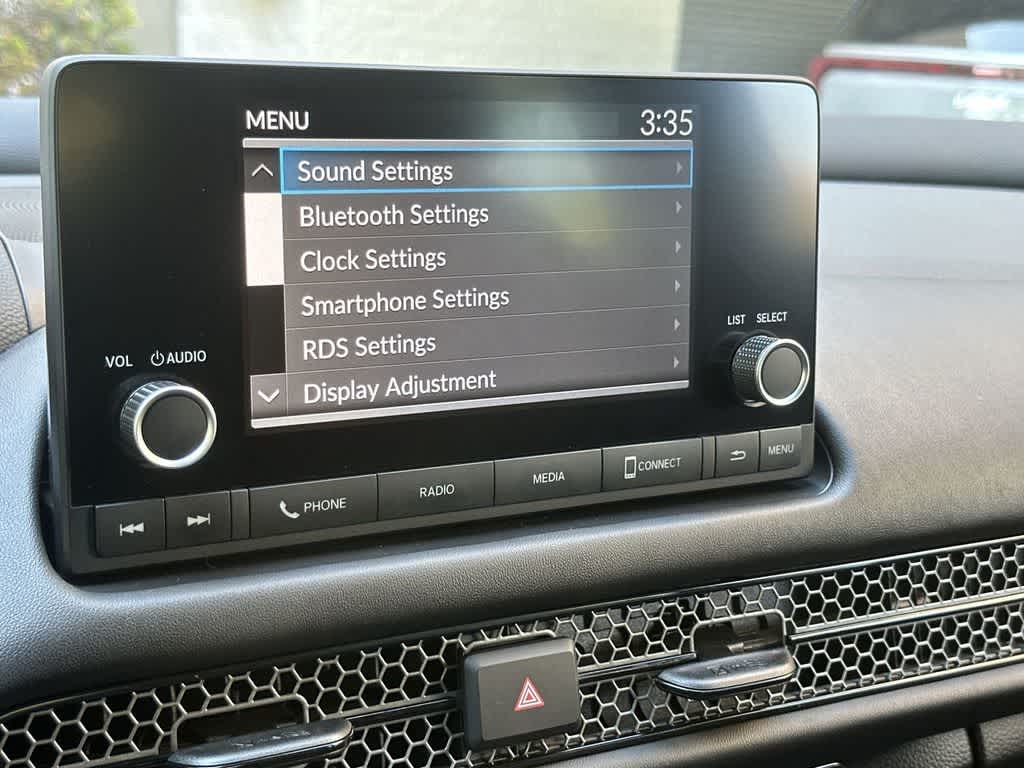 MENU 3:35
Sound Settings
Bluetooth Settings
Clock Settings
Smartphone Settings
RDS Settings
Display Adjustment
VOL AUDIO
LIST SELECT
PHONE RADIO MEDIA CONNECT MENU